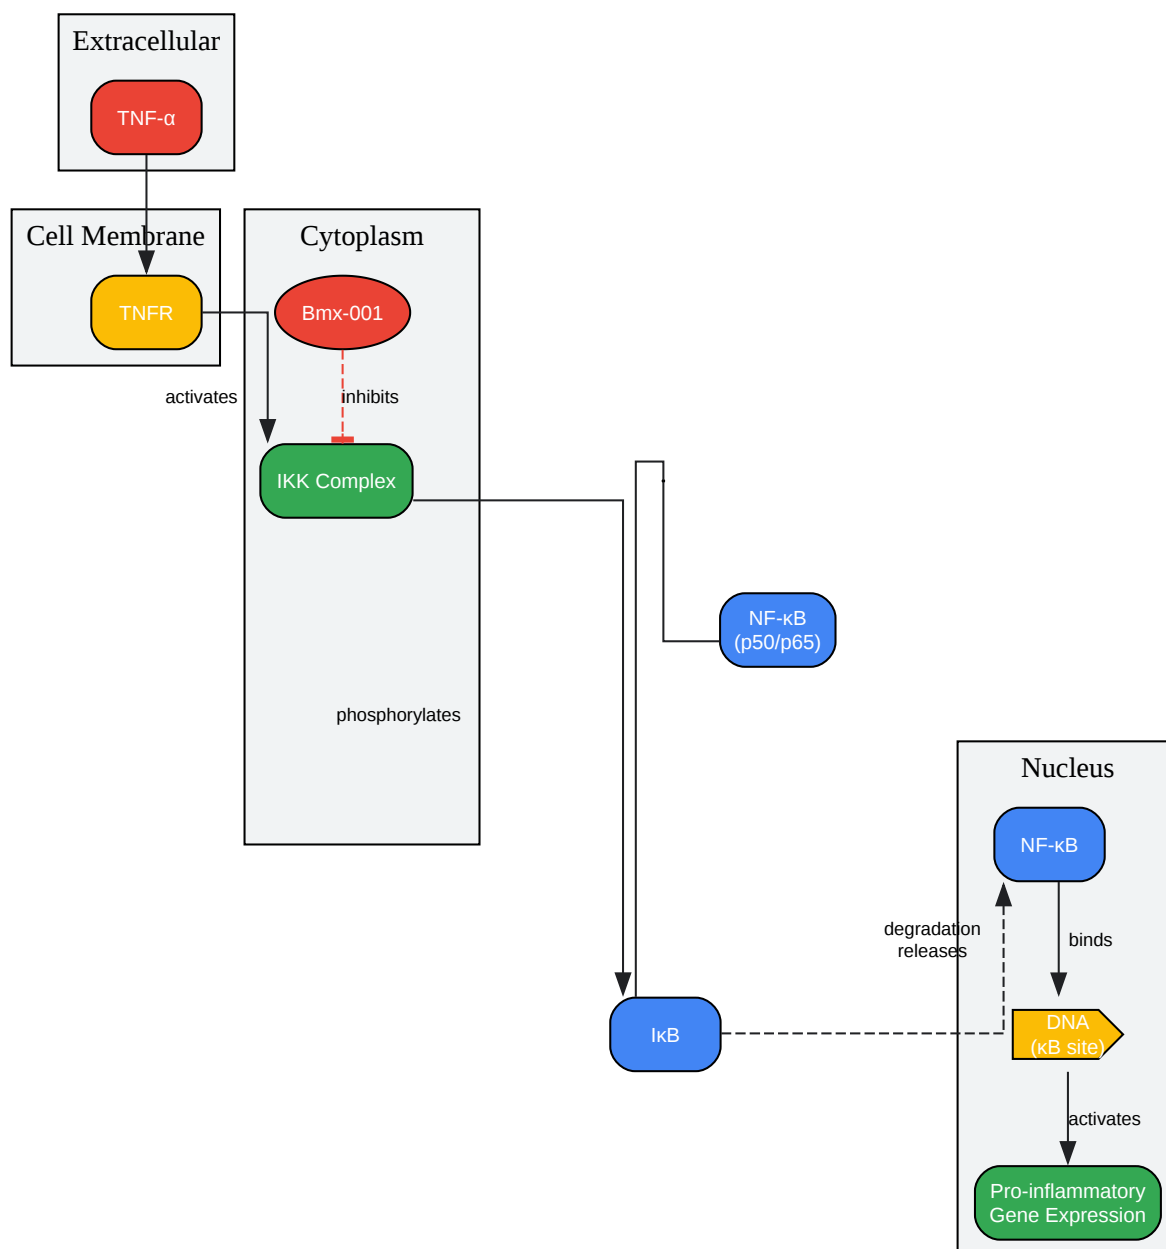 Extracellular
TNF-α
Cell Membrane
TNFR
Cytoplasm
Bmx-001
activates
inhibits
IKK Complex
NF-κB
(p50/p65)
phosphorylates
Nucleus
NF-κB
degradation
releases
binds
IκB
DNA
(κB site)
activates
Pro-inflammatory
Gene Expression